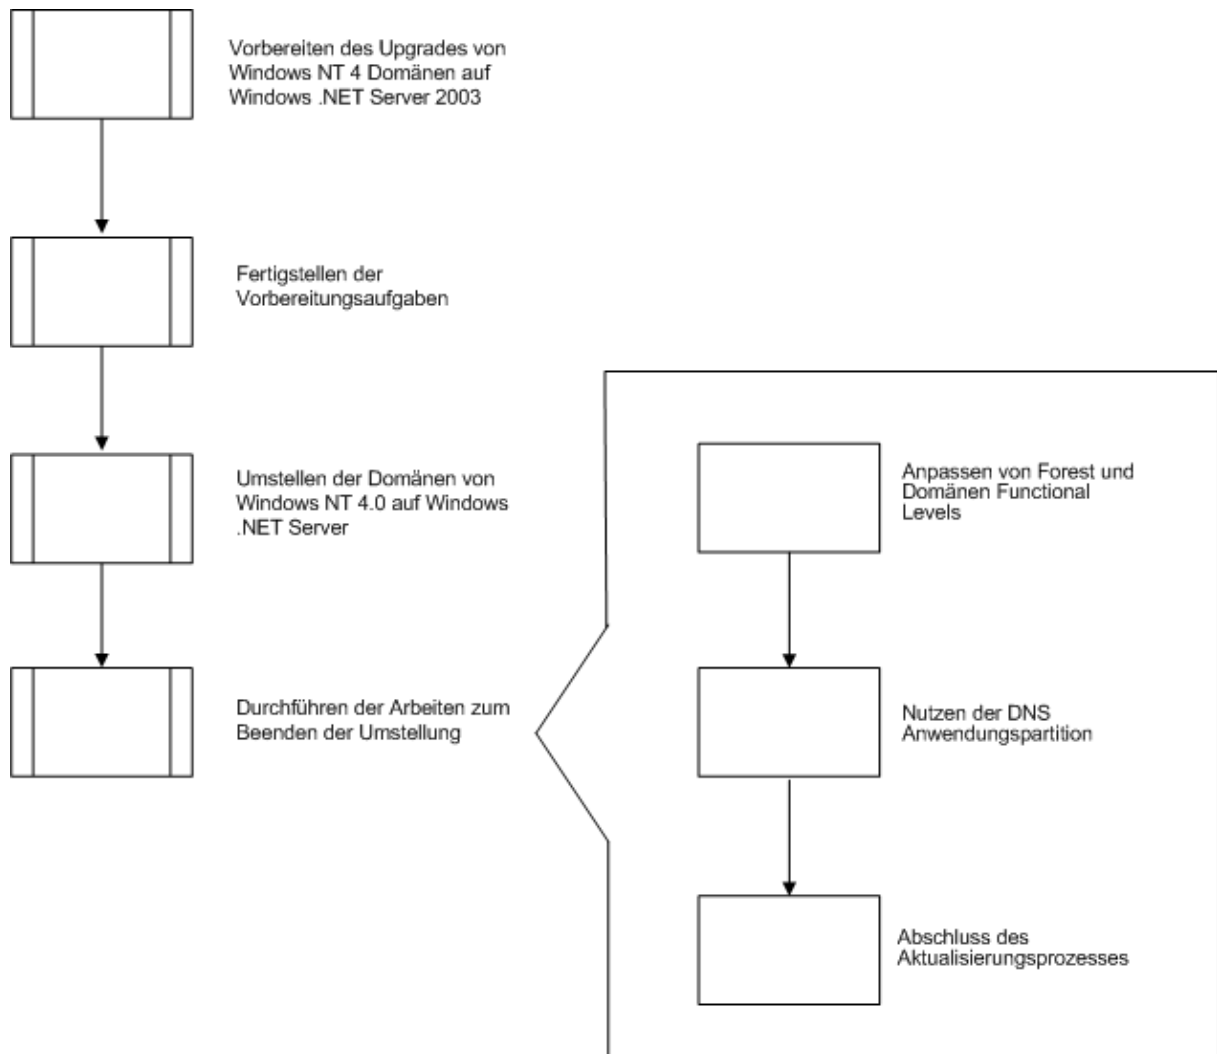 Vorbereiten des Upgrades von
Windows NT 4 Domänen auf
Windows .NET Server 2003
Fertigstellen der
Vorbereitungsaufgaben
Umstellen der Domänen von
Windows NT 4.0 auf Windows
.NET Server
Durchführen der Arbeiten zum
Beenden der Umstellung
Anpassen von Forest und
Domänen Functional
Levels
Nutzen der DNS
Anwendungspartition
Abschluss des
Aktualisierungsprozesses